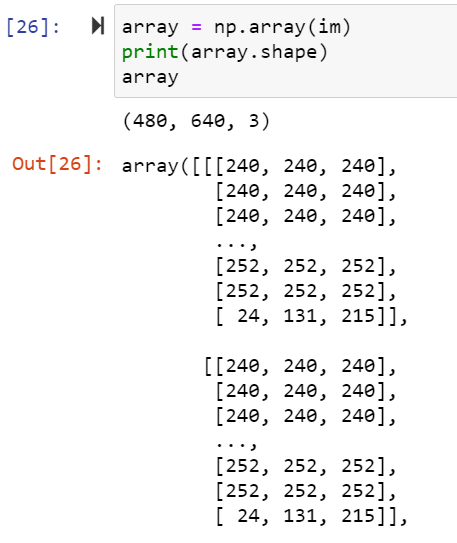 [26]: array = np.array(im)
print(array.shape)
array
(480, 640, 3)
Out[26]: array([[[240, 240, 240],
[240, 240, 240],
[240, 240, 240],
...,
[252, 252, 252],
[252, 252, 252],
[ 24, 131, 215]],
[[240, 240, 240],
[240, 240, 240],
[240, 240, 240],
...,
[252, 252, 252],
[252, 252, 252],
[ 24, 131, 215]],